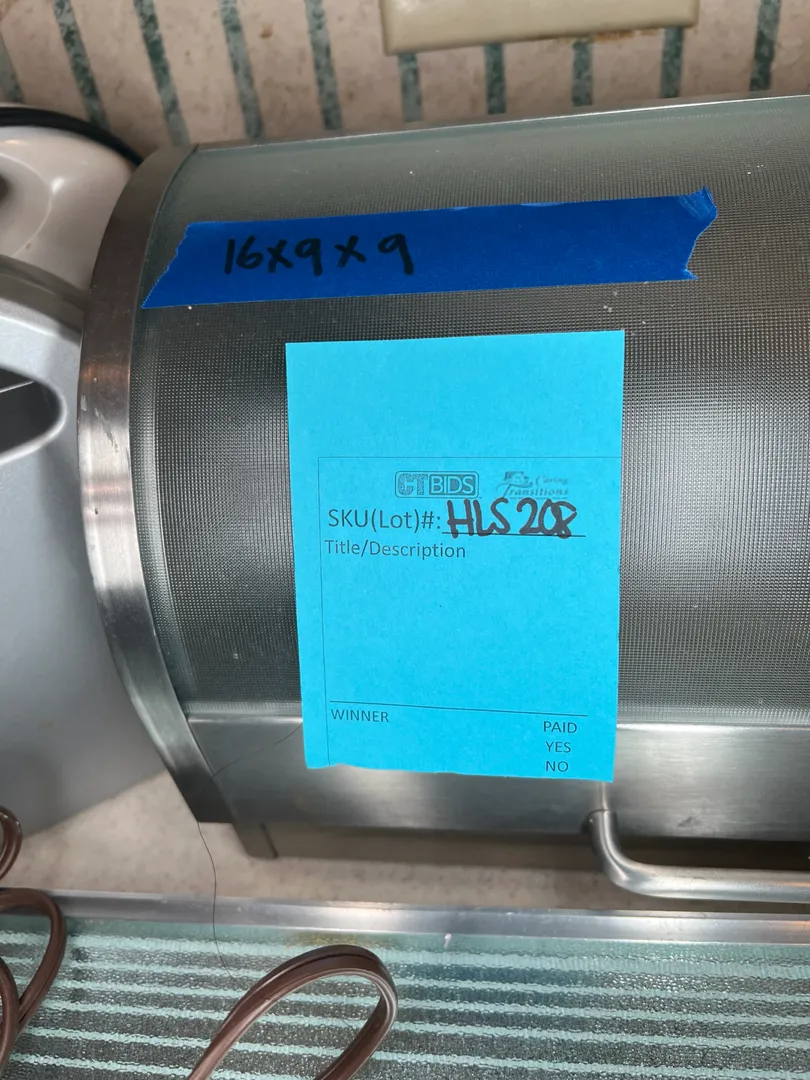 16x9x9
CTBIDS Caring Transitions
SKU(Lot)#: HLS 208
Title/Description
WINNER
PAID
YES
NO